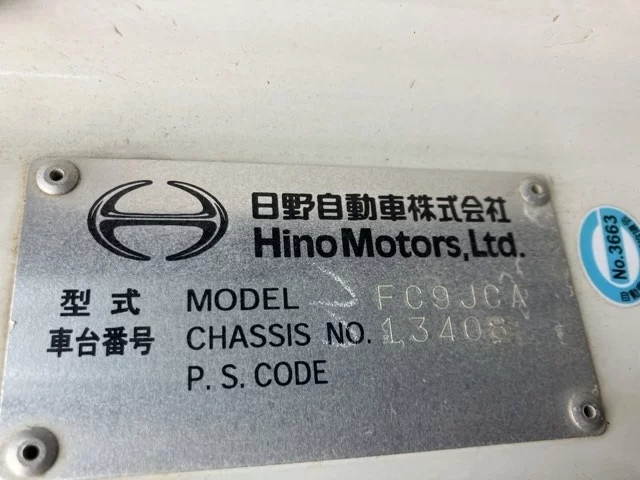 日野自動車株式会社
Hino Motors, Ltd.
型式 MODEL FC9JCA
車台番号 CHASSIS NO.
P. S. CODE
No.3663